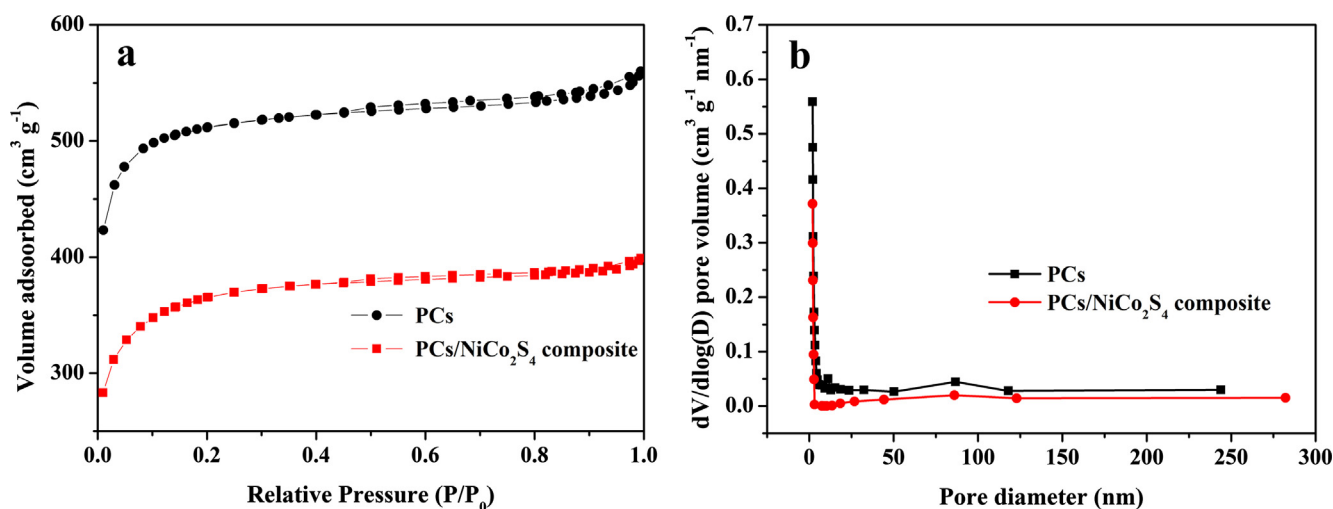 a
600
500
400
300
0.0 0.2 0.4 0.6 0.8 1.0
Volume adsorbed (cm³ g⁻¹)
Relative Pressure (P/P₀)
PCs
PCs/NiCo₂S₄ composite
b
0.7
0.6
0.5
0.4
0.3
0.2
0.1
0.0
0 50 100 150 200 250 300
dV/dlog(D) pore volume (cm³ g⁻¹ nm⁻¹)
Pore diameter (nm)
PCs
PCs/NiCo₂S₄ composite